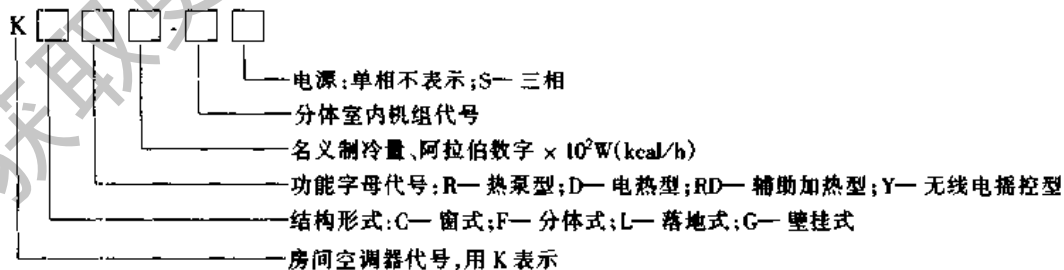 K□□□-□□
电源:单相不表示;S—三相
分体室内机组代号
名义制冷量、阿拉伯数字 × 10²W(kcal/h)
功能字母代号:R—热泵型;D—电热型;RD—辅助加热型;Y—无线电摇控型
结构形式:C—窗式;F—分体式;L—落地式;G—壁挂式
房间空调器代号,用 K 表示
获取更